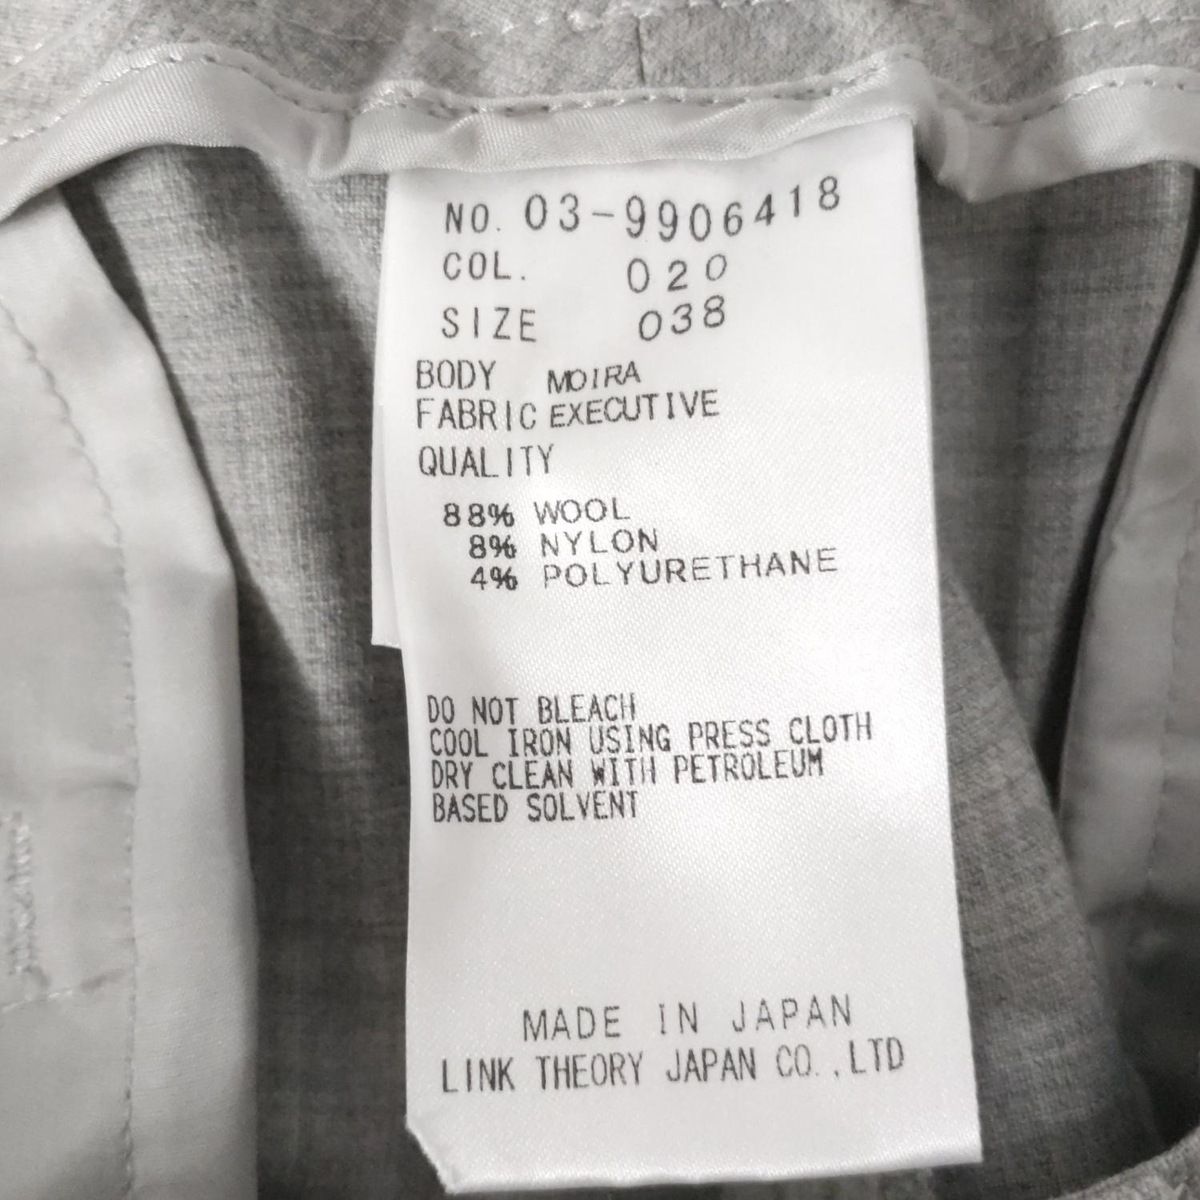 NO. 03-9906418
COL. 020
SIZE 038
BODY MOIRA
FABRIC EXECUTIVE
QUALITY
88% WOOL
8% NYLON
4% POLYURETHANE
DO NOT BLEACH
COOL IRON USING PRESS CLOTH
DRY CLEAN WITH PETROLEUM
BASED SOLVENT
MADE IN JAPAN
LINK THEORY JAPAN CO.,LTD